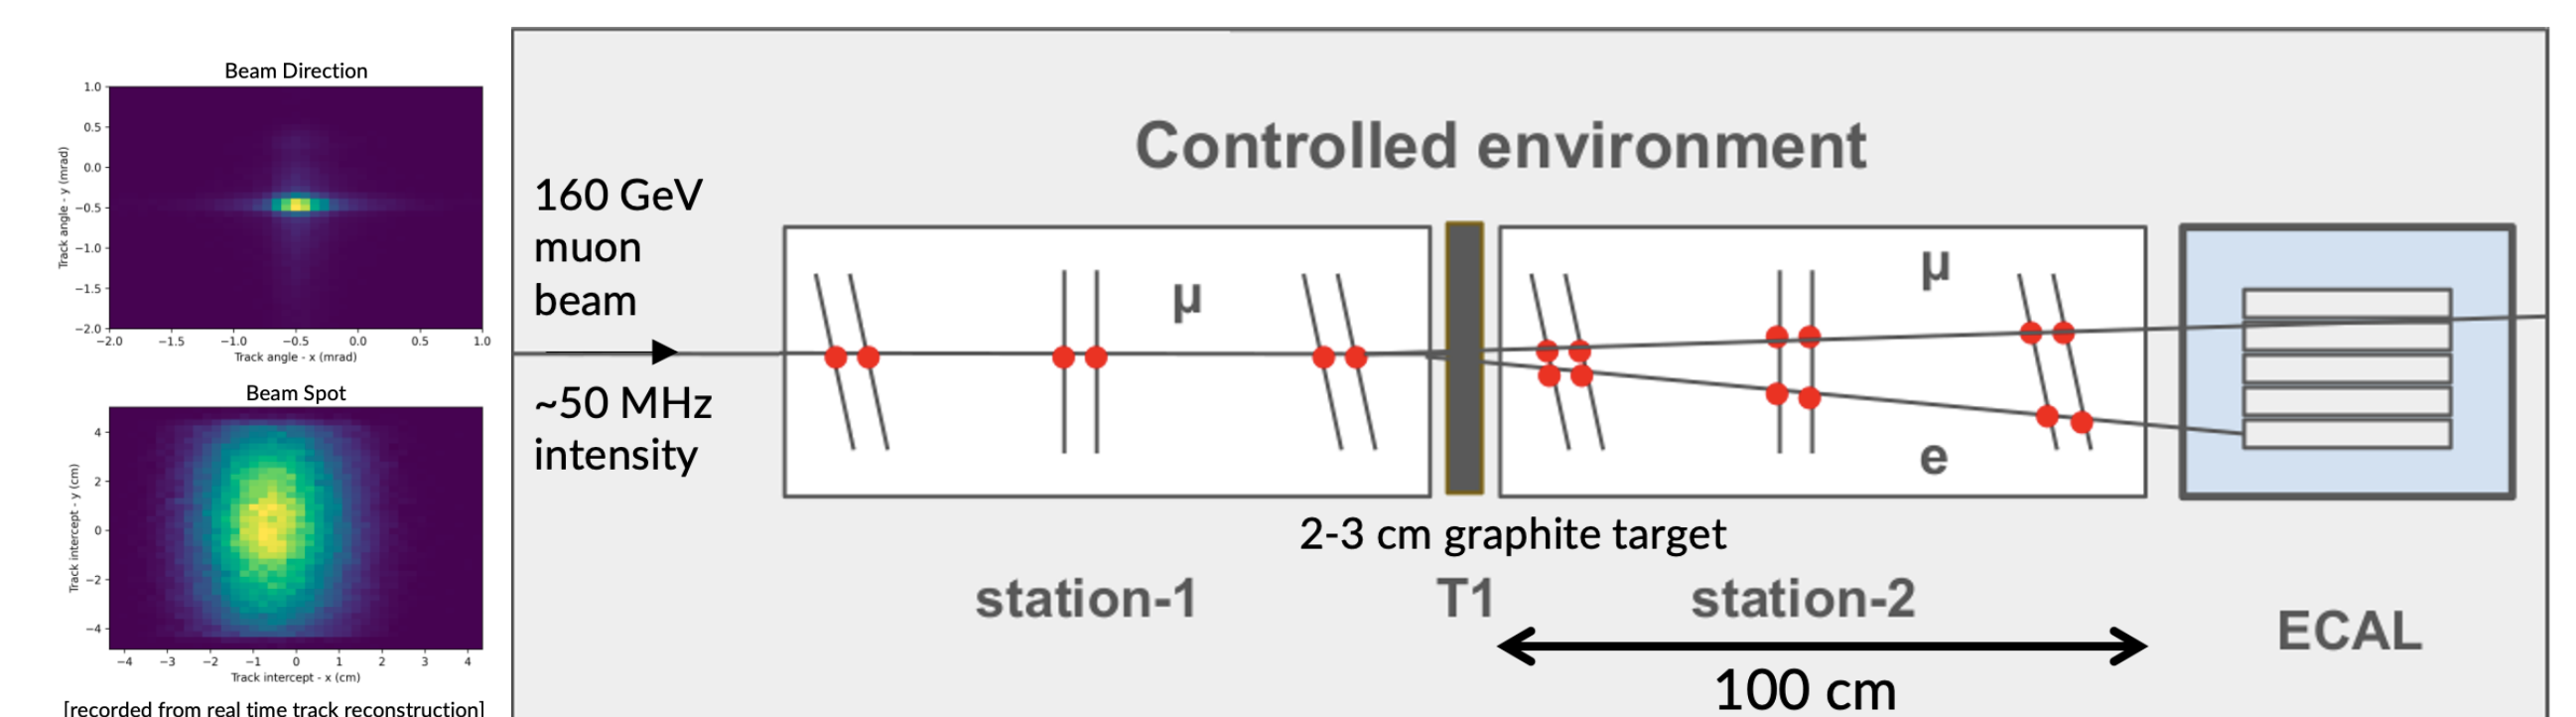 Beam Direction
1.0
0.5
0.0
−0.5
−1.0
−1.5
−2.0
Track angle - y (mrad)
−2.0 −1.5 −1.0 −0.5 0.0 0.5 1.0
Track angle - x (mrad)
Beam Spot
4
2
0
−2
−4
Track intercept - y (cm)
−4 −3 −2 −1 0 1 2 3 4
Track intercept - x (cm)
[recorded from real time track reconstruction]
Controlled environment
160 GeV
muon
beam
~50 MHz
intensity
μ
μ
e
2-3 cm graphite target
station-1
T1
station-2
ECAL
100 cm